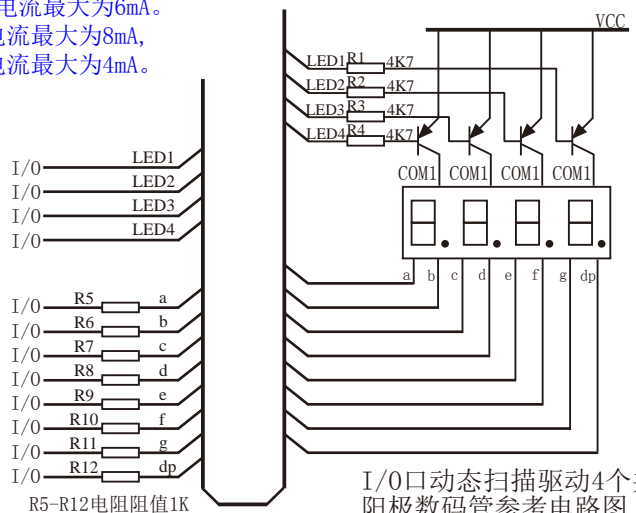 电流最大为6mA。
电流最大为8mA,
电流最大为4mA。
VCC
LED1 R1 4K7
LED2 R2 4K7
LED3 R3 4K7
LED4 R4 4K7
COM1 COM1 COM1 COM1
I/O LED1
I/O LED2
I/O LED3
I/O LED4
a b c d e f g dp
I/O R5 a
I/O R6 b
I/O R7 c
I/O R8 d
I/O R9 e
I/O R10 f
I/O R11 g
I/O R12 dp
R5-R12电阻阻值1K
I/O口动态扫描驱动4个
阳极数码管参考电路图